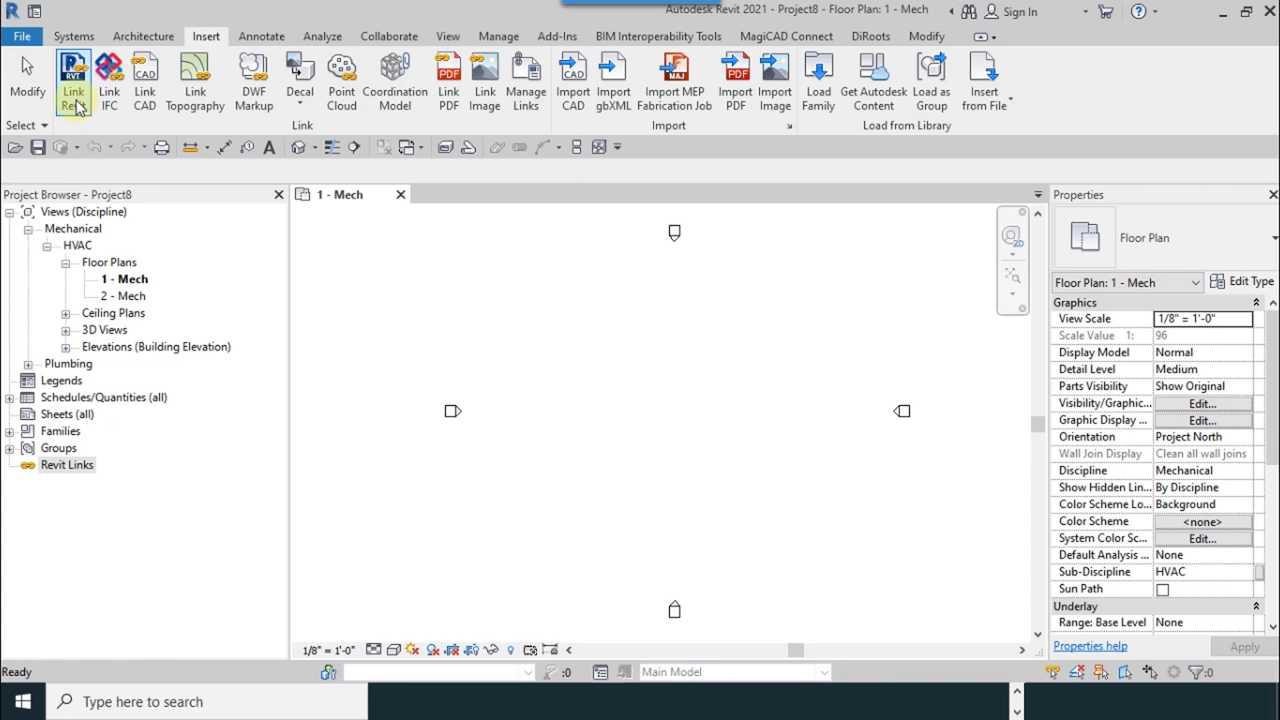 Autodesk Revit 2021 - Project8 - Floor Plan: 1 - Mech
Sign In
File Systems Architecture Insert Annotate Analyze Collaborate View Manage Add-Ins BIM Interoperability Tools MagiCAD Connect DiRoots Modify
Modify
RVT Link Revit
Link IFC
CAD Link CAD
Link Topography
DWF Markup
Decal
Point Cloud
Coordination Model
PDF Link PDF
Link Image
Manage Links
CAD Import CAD
Import gbXML
MAJ Import MEP Fabrication Job
PDF Import PDF
Import Image
Load Family
Get Autodesk Content
Load as Group
Insert from File
Select
Link
Import
Load from Library
Project Browser - Project8
Views (Discipline)
Mechanical
HVAC
Floor Plans
1 - Mech
2 - Mech
Ceiling Plans
3D Views
Elevations (Building Elevation)
Plumbing
Legends
Schedules/Quantities (all)
Sheets (all)
Families
Groups
Revit Links
1 - Mech
2D
1/8" = 1'-0"
Properties
Floor Plan
Floor Plan: 1 - Mech
Edit Type
Graphics
View Scale 1/8" = 1'-0"
Scale Value 1: 96
Display Model Normal
Detail Level Medium
Parts Visibility Show Original
Visibility/Graphic... Edit...
Graphic Display ... Edit...
Orientation Project North
Wall Join Display Clean all wall joins
Discipline Mechanical
Show Hidden Lin... By Discipline
Color Scheme Lo... Background
Color Scheme <none>
System Color Sc... Edit...
Default Analysis ... None
Sub-Discipline HVAC
Sun Path
Underlay
Range: Base Level None
Properties help
Apply
Ready
:0
Main Model
:0
Type here to search